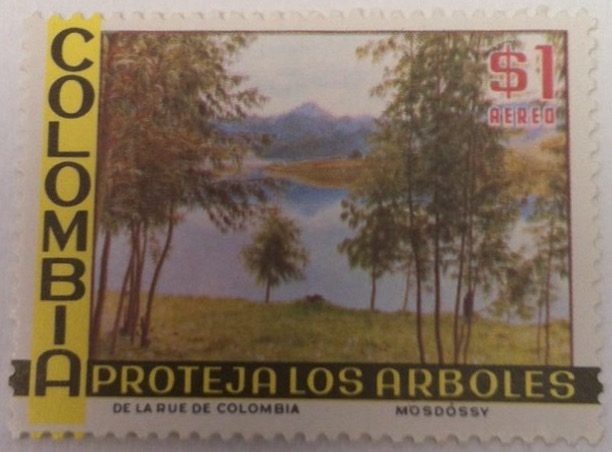 COLOMBIA
$1
AEREO
PROTEJA LOS ARBOLES
DE LA RUE DE COLOMBIA
MOSDÓSSY